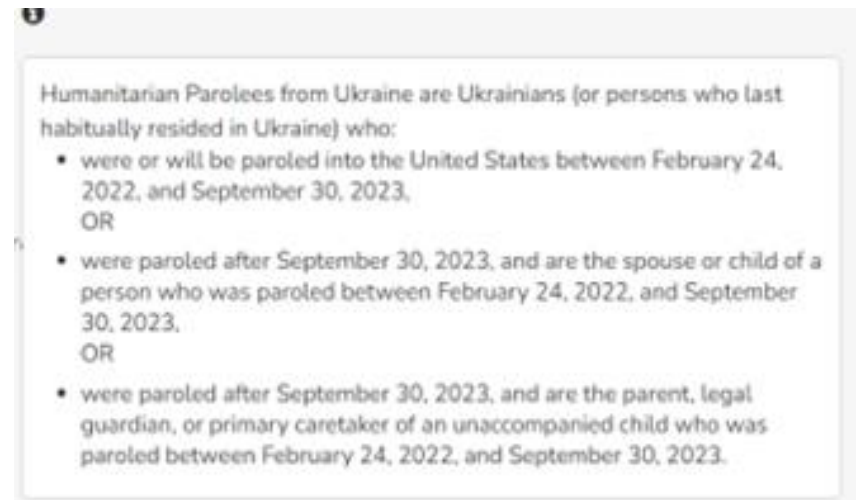 Humanitarian Parolees from Ukraine are Ukrainians (or persons who last
habitually resided in Ukraine) who:
• were or will be paroled into the United States between February 24,
2022, and September 30, 2023,
OR
• were paroled after September 30, 2023, and are the spouse or child of a
person who was paroled between February 24, 2022, and September
30, 2023,
OR
• were paroled after September 30, 2023, and are the parent, legal
guardian, or primary caretaker of an unaccompanied child who was
paroled between February 24, 2022, and September 30, 2023.